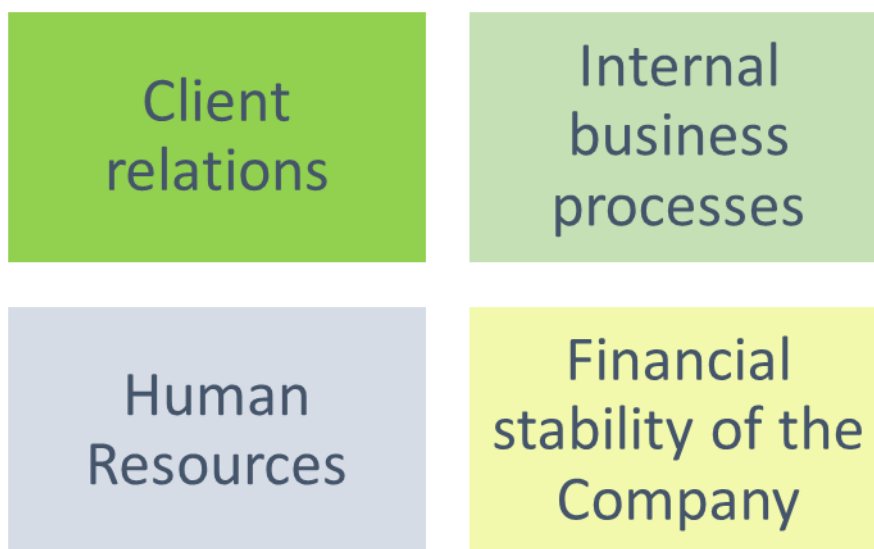 Client
relations
Internal
business
processes
Human
Resources
Financial
stability of the
Company